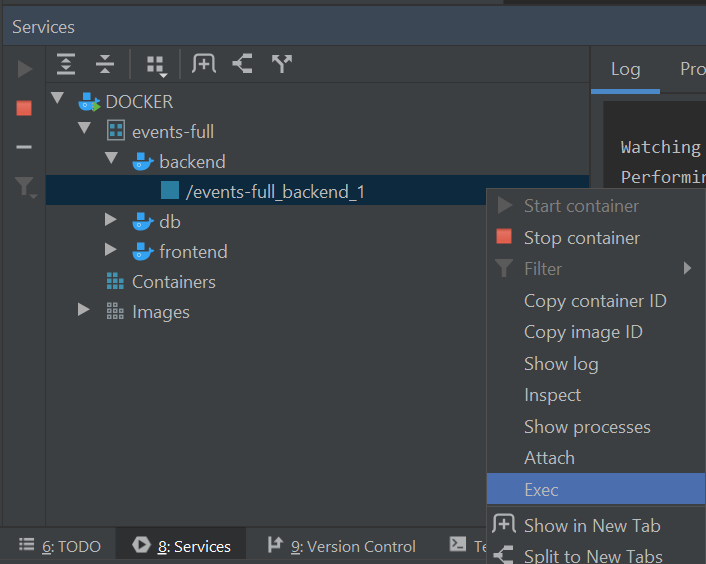 Services
Log Pro
DOCKER
events-full
backend
/events-full_backend_1
db
frontend
Containers
Images
Watching
Performin
Start container
Stop container
Filter
Copy container ID
Copy image ID
Show log
Inspect
Show processes
Attach
Exec
Show in New Tab
Split to New Tabs
6: TODO 8: Services 9: Version Control Te